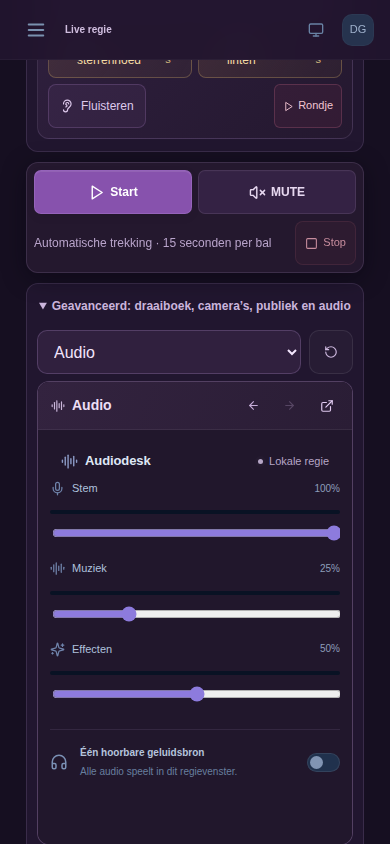 Live regie
DG
sterrenoed s
linten s
Fluisteren
Rondje
Start
MUTE
Automatische trekking · 15 seconden per bal
Stop
▼ Geavanceerd: draaiboek, camera’s, publiek en audio
Audio
Audio
Audiodesk
Lokale regie
Stem
100%
Muziek
25%
Effecten
50%
Één hoorbare geluidsbron
Alle audio speelt in dit regievenster.